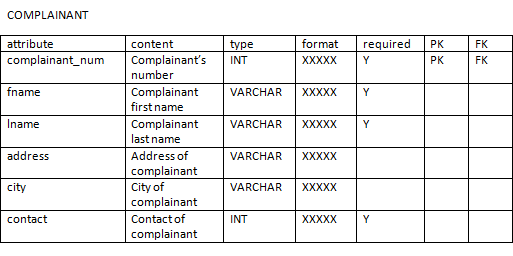 COMPLAINANT
attribute content type format required PK FK
complainant_num Complainant's INT XXXXX Y PK FK
number
fname Complainant VARCHAR XXXXX Y
first name
lname Complainant VARCHAR XXXXX Y
last name
address Address of VARCHAR XXXXX
complainant
city City of VARCHAR XXXXX
complainant
contact Contact of INT XXXXX Y
complainant